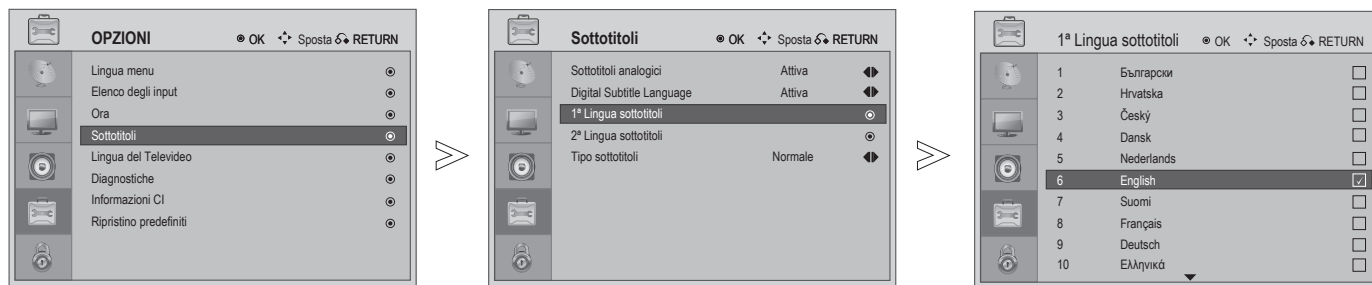 OPZIONI OK Sposta RETURN
Lingua menu
Elenco degli input
Ora
Sottotitoli
Lingua del Televideo
Diagnostiche
Informazioni CI
Ripristino predefiniti
Sottotitoli OK Sposta RETURN
Sottotitoli analogici Attiva
Digital Subtitle Language Attiva
1ª Lingua sottotitoli
2ª Lingua sottotitoli
Tipo sottotitoli Normale
1ª Lingua sottotitoli OK Sposta RETURN
1 Български
2 Hrvatska
3 Český
4 Dansk
5 Nederlands
6 English
7 Suomi
8 Français
9 Deutsch
10 Ελληνικά